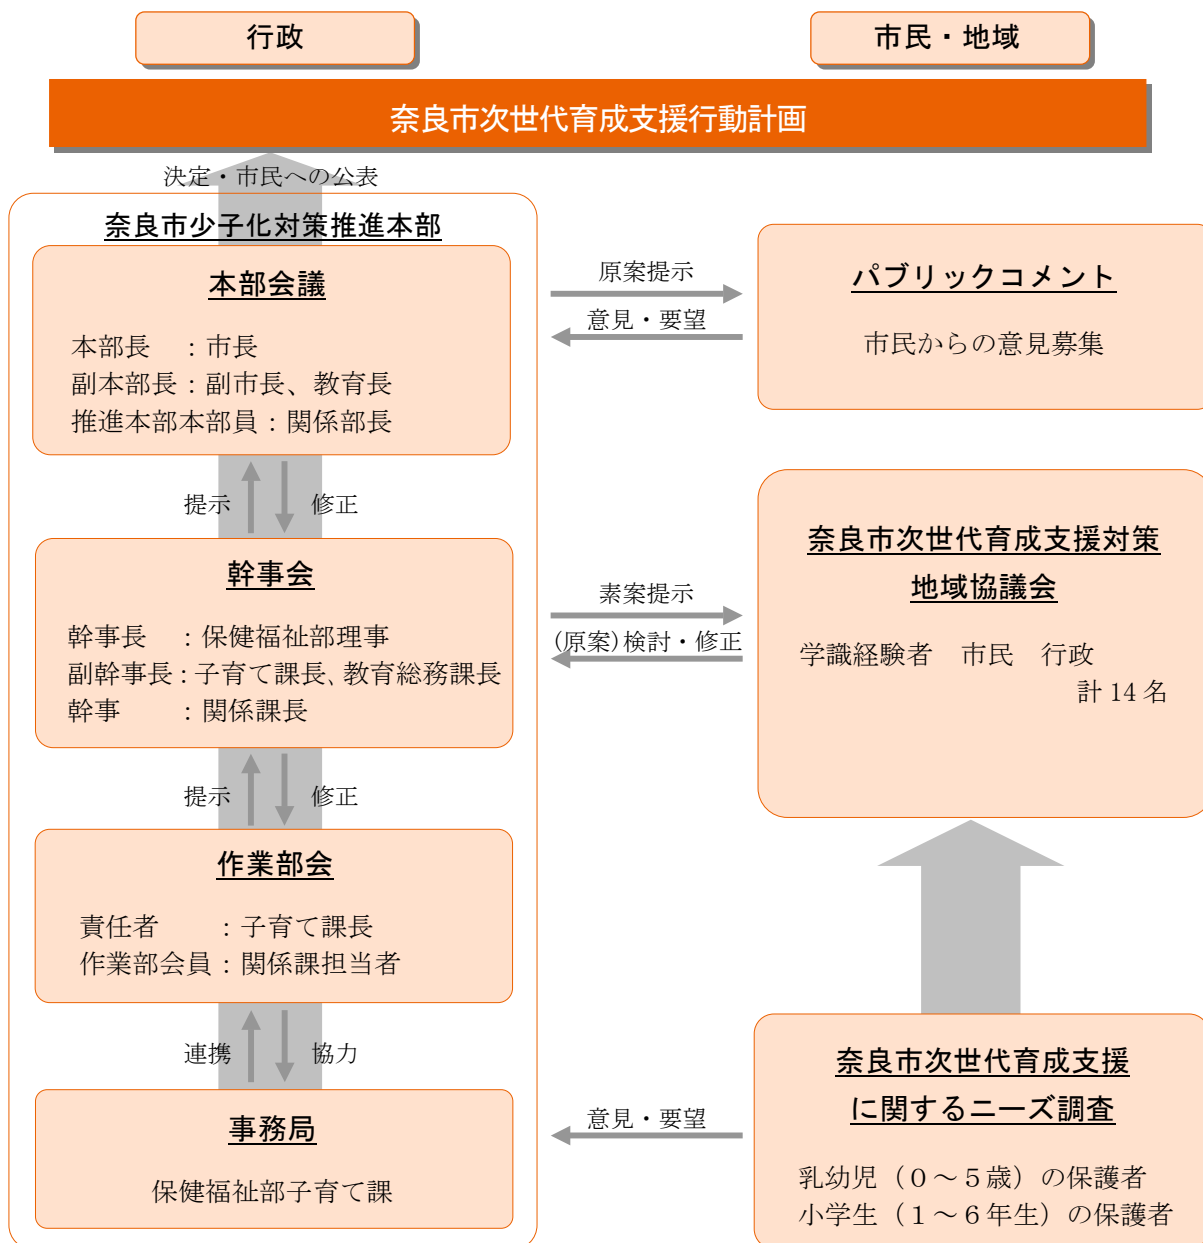 行政
市民・地域
奈良市次世代育成支援行動計画
決定・市民への公表
奈良市少子化対策推進本部
本部会議
本部長　：市長
副本部長：副市長、教育長
推進本部本部員：関係部長
原案提示
意見・要望
パブリックコメント
市民からの意見募集
提示
修正
幹事会
幹事長　：保健福祉部理事
副幹事長：子育て課長、教育総務課長
幹事　　：関係課長
素案提示
(原案)検討・修正
奈良市次世代育成支援対策
地域協議会
学識経験者　市民　行政
計 14 名
提示
修正
作業部会
責任者　　：子育て課長
作業部会員：関係課担当者
連携
協力
事務局
保健福祉部子育て課
意見・要望
奈良市次世代育成支援
に関するニーズ調査
乳幼児（０～５歳）の保護者
小学生（１～６年生）の保護者